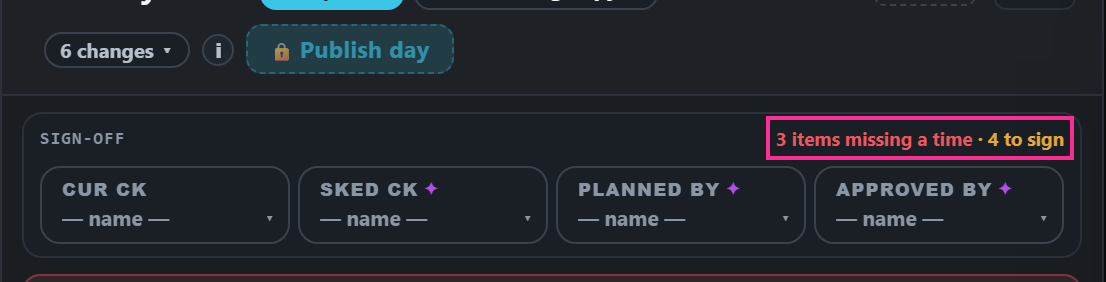 6 changes ▾
i
🔒 Publish day
SIGN-OFF
3 items missing a time · 4 to sign
CUR CK
— name — ▾
SKED CK ✦
— name — ▾
PLANNED BY ✦
— name — ▾
APPROVED BY ✦
— name — ▾